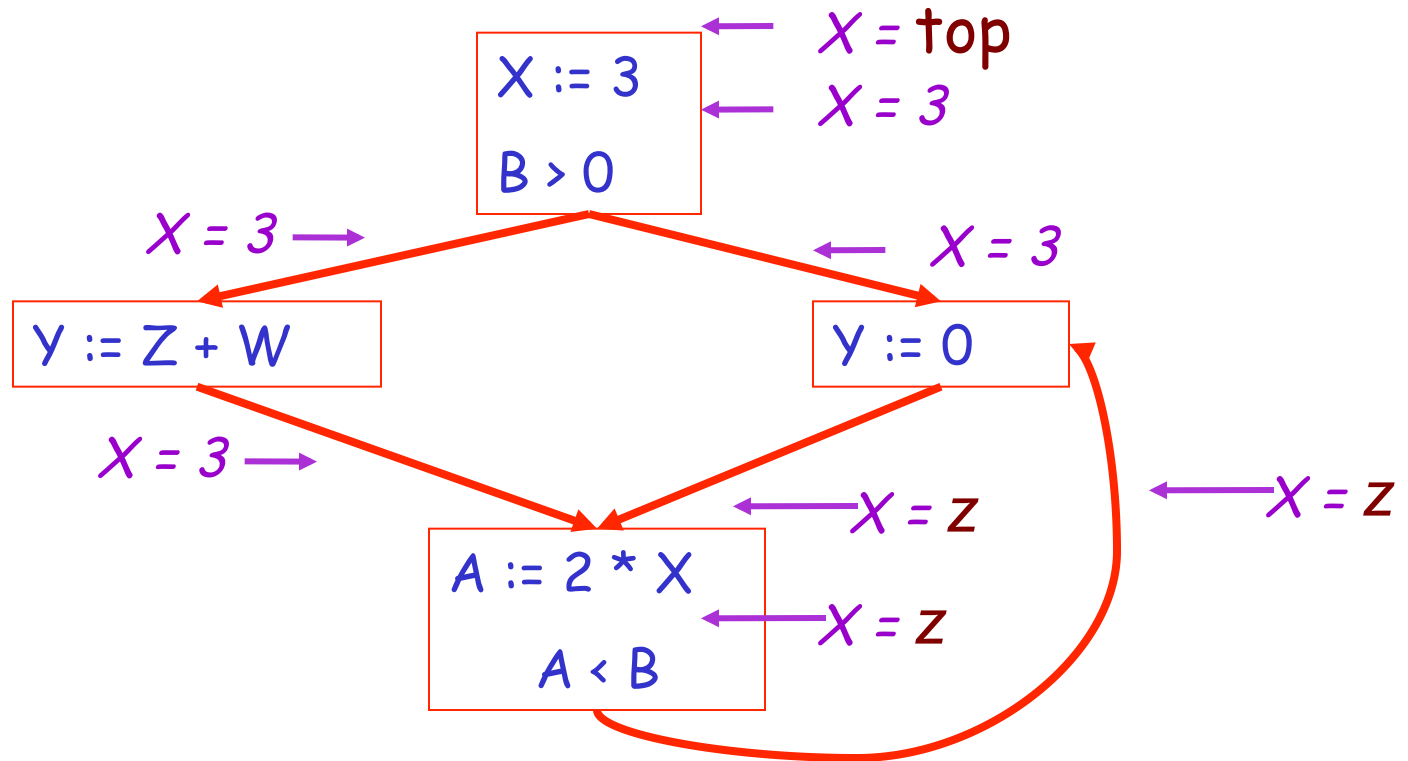 X = top
X := 3
X = 3
B > 0
X = 3
X = 3
Y := Z + W
Y := 0
X = 3
X = z
X = z
A := 2 * X
X = z
A < B